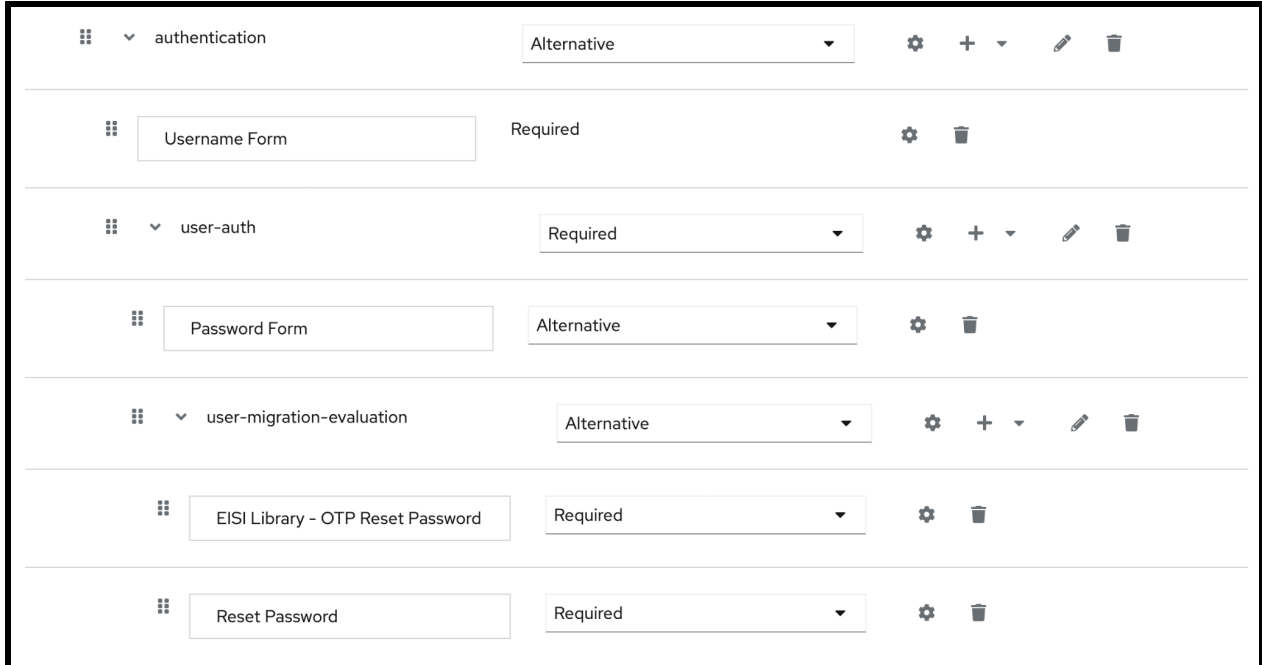 authentication
Alternative
Username Form
Required
user-auth
Required
Password Form
Alternative
user-migration-evaluation
Alternative
EISI Library - OTP Reset Password
Required
Reset Password
Required